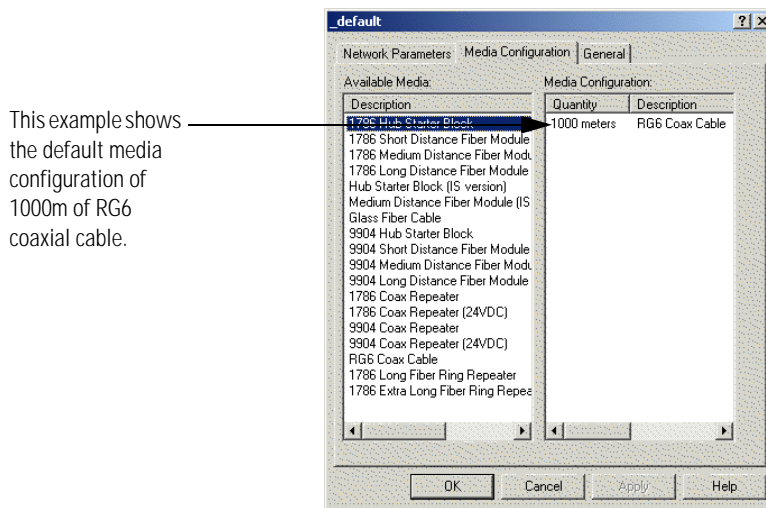 _default
Network Parameters Media Configuration General
Available Media:
Description
1786 Hub Starter Block
1786 Short Distance Fiber Module
1786 Medium Distance Fiber Modu
1786 Long Distance Fiber Module
Hub Starter Block (IS version)
Medium Distance Fiber Module (IS
Glass Fiber Cable
9904 Hub Starter Block
9904 Short Distance Fiber Module
9904 Medium Distance Fiber Modu
9904 Long Distance Fiber Module
1786 Coax Repeater
1786 Coax Repeater (24VDC)
9904 Coax Repeater
9904 Coax Repeater (24VDC)
RG6 Coax Cable
1786 Long Fiber Ring Repeater
1786 Extra Long Fiber Ring Repea
Media Configuration:
Quantity Description
1000 meters RG6 Coax Cable
OK Cancel Apply Help
This example shows
the default media
configuration of
1000m of RG6
coaxial cable.